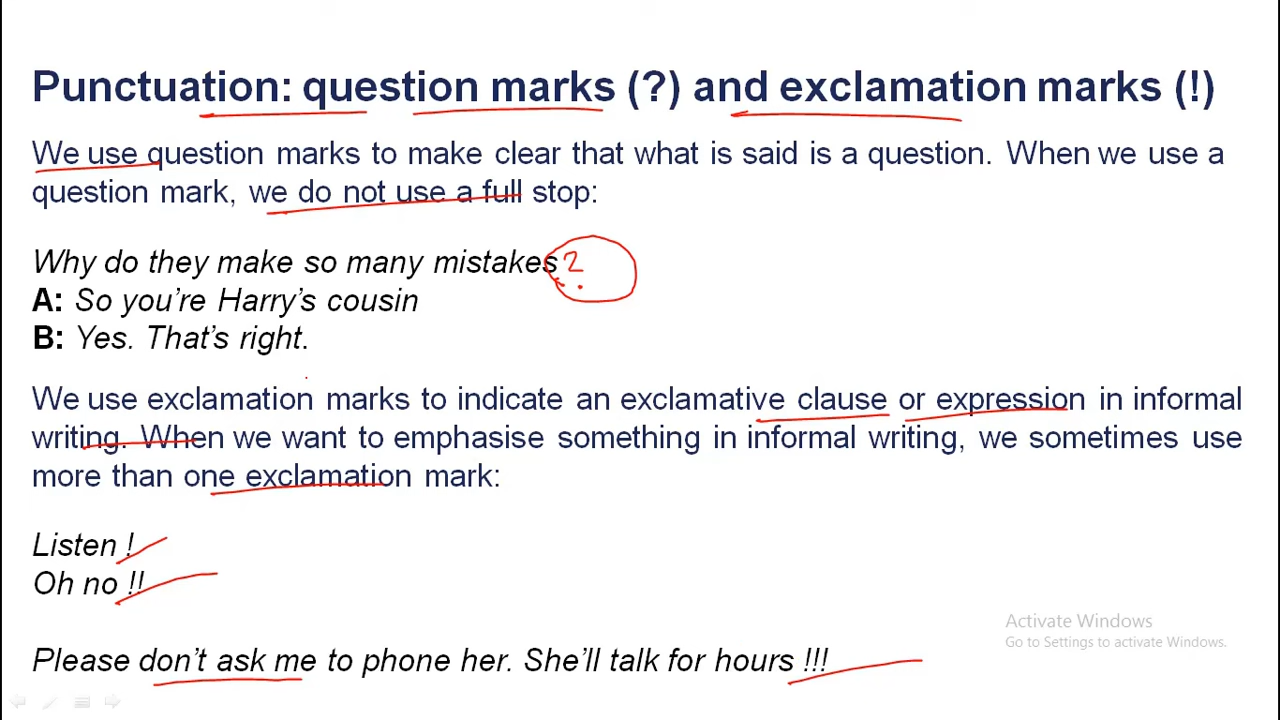 Punctuation: question marks (?) and exclamation marks (!)
We use question marks to make clear that what is said is a question. When we use a
question mark, we do not use a full stop:
Why do they make so many mistakes ?
A: So you’re Harry’s cousin
B: Yes. That’s right.
We use exclamation marks to indicate an exclamative clause or expression in informal
writing. When we want to emphasise something in informal writing, we sometimes use
more than one exclamation mark:
Listen !
Oh no !!
Activate Windows
Go to Settings to activate Windows.
Please don’t ask me to phone her. She’ll talk for hours !!!